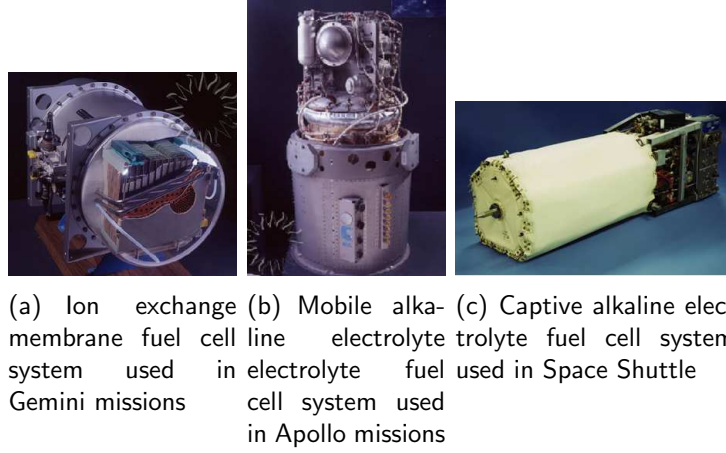 (a) Ion exchange
membrane fuel cell
system used in
Gemini missions
(b) Mobile alka-
line electrolyte
electrolyte fuel
cell system used
in Apollo missions
(c) Captive alkaline elec-
trolyte fuel cell system
used in Space Shuttle